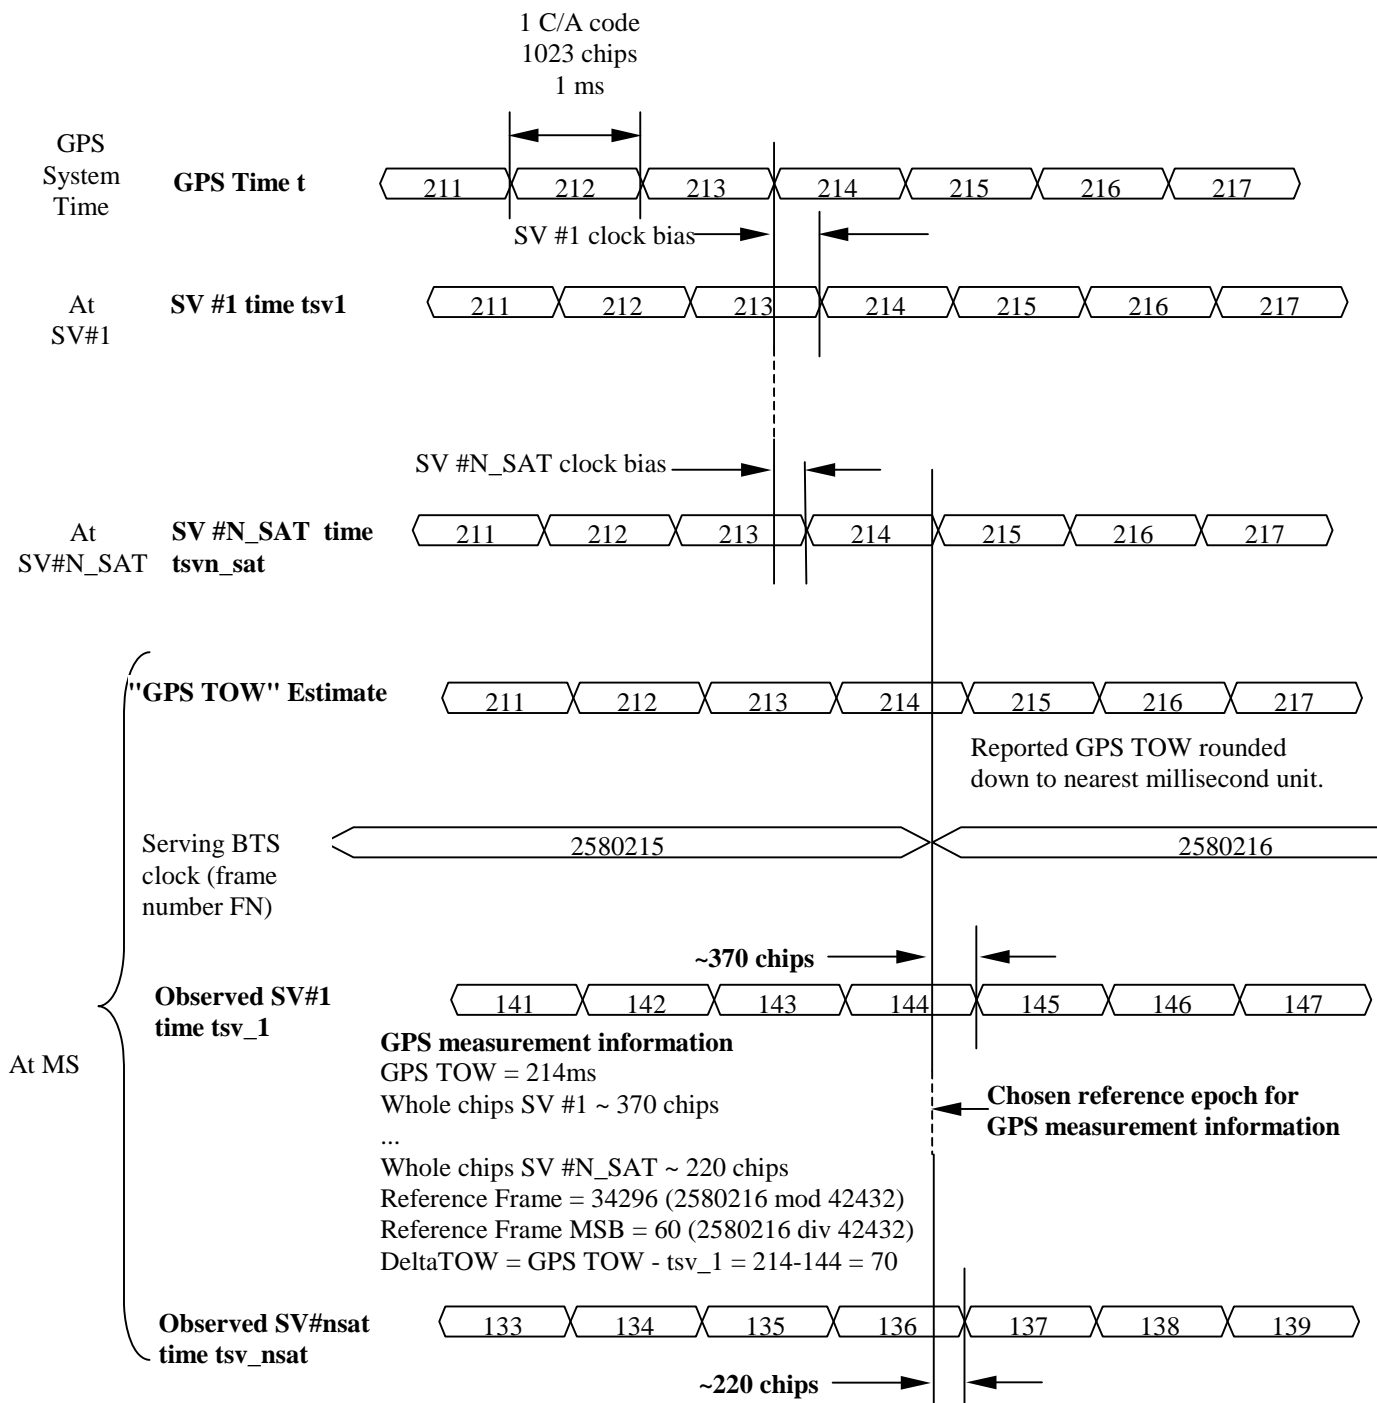 1 C/A code
1023 chips
1 ms
GPS
System
Time
GPS Time t
211 212 213 214 215 216 217
SV #1 clock bias
At
SV#1
SV #1 time tsv1
211 212 213 214 215 216 217
SV #N_SAT clock bias
At
SV#N_SAT
SV #N_SAT time
tsvn_sat
211 212 213 214 215 216 217
"GPS TOW" Estimate
211 212 213 214 215 216 217
Reported GPS TOW rounded
down to nearest millisecond unit.
Serving BTS
clock (frame
number FN)
2580215 2580216
~370 chips
Observed SV#1
time tsv_1
141 142 143 144 145 146 147
At MS
GPS measurement information
GPS TOW = 214ms
Whole chips SV #1 ~ 370 chips
...
Whole chips SV #N_SAT ~ 220 chips
Reference Frame = 34296 (2580216 mod 42432)
Reference Frame MSB = 60 (2580216 div 42432)
DeltaTOW = GPS TOW - tsv_1 = 214-144 = 70
Chosen reference epoch for
GPS measurement information
Observed SV#nsat
time tsv_nsat
133 134 135 136 137 138 139
~220 chips